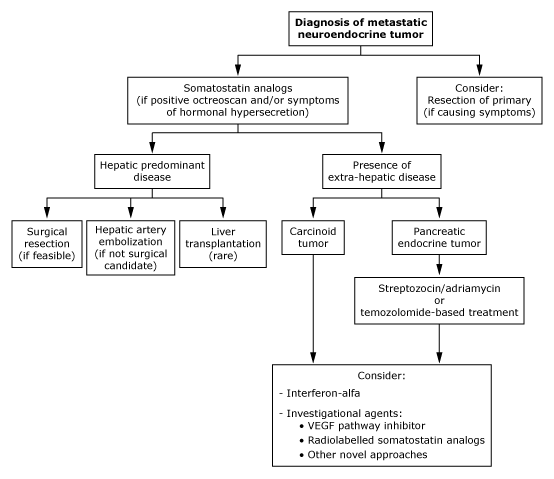 Diagnosis of metastatic
neuroendocrine tumor
Somatostatin analogs
(if positive octreoscan and/or symptoms
of hormonal hypersecretion)
Consider:
Resection of primary
(if causing symptoms)
Hepatic predominant
disease
Presence of
extra-hepatic disease
Surgical
resection
(if feasible)
Hepatic artery
embolization
(if not surgical
candidate)
Liver
transplantation
(rare)
Carcinoid
tumor
Pancreatic
endocrine tumor
Streptozocin/adriamycin
or
temozolomide-based treatment
Consider:
- Interferon-alfa
- Investigational agents:
• VEGF pathway inhibitor
• Radiolabelled somatostatin analogs
• Other novel approaches